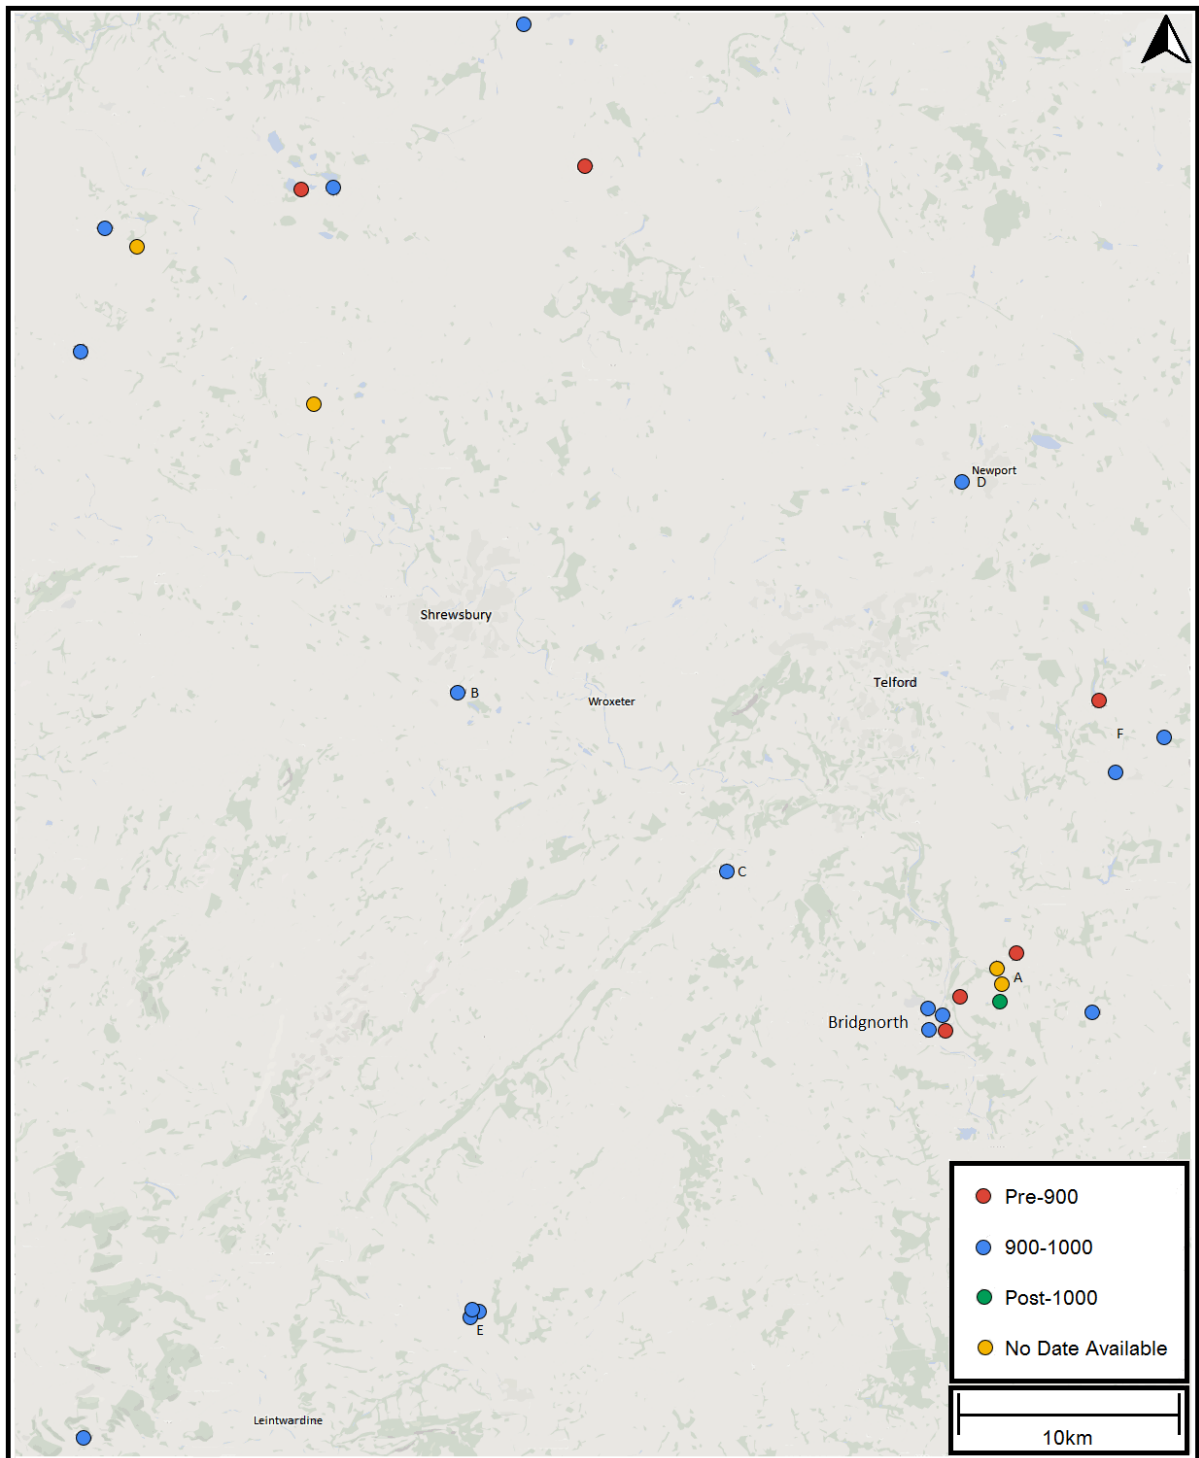 Newport
D
Shrewsbury
Telford
B
Wroxeter
F
C
A
Bridgnorth
Pre-900
900-1000
Post-1000
No Date Available
E
Leintwardine
10km